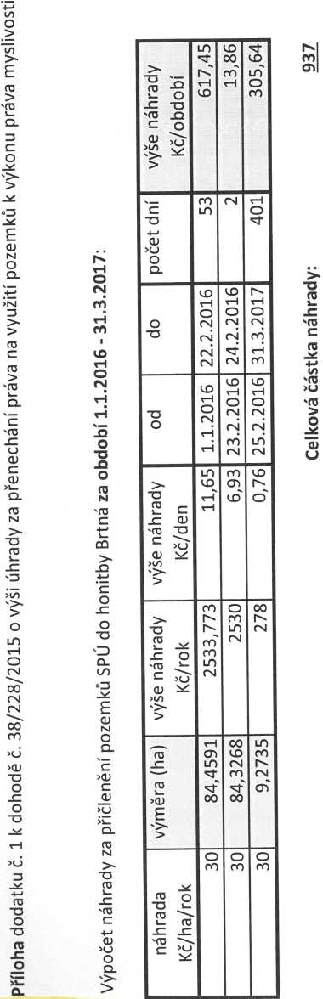 Příloha dodatku č. 1 k dohodě č. 38/228/2015 o výši úhrady za přenechání práva na využití pozemků k výkonu práva myslivosti
Výpočet náhrady za přičlenění pozemků SPÚ do honitby Brtná za období 1.1.2016 - 31.3.2017:
náhrada Kč/ha/rok | výměra (ha) | výše náhrady Kč/rok | výše náhrady Kč/den | od | do | počet dní | výše náhrady Kč/období
30 | 84,4591 | 2533,773 | 11,65 | 1.1.2016 | 22.2.2016 | 53 | 617,45
30 | 84,3268 | 2530 | 6,93 | 23.2.2016 | 24.2.2016 | 2 | 13,86
30 | 9,2735 | 278 | 0,76 | 25.2.2016 | 31.3.2017 | 401 | 305,64
Celková částka náhrady: 937